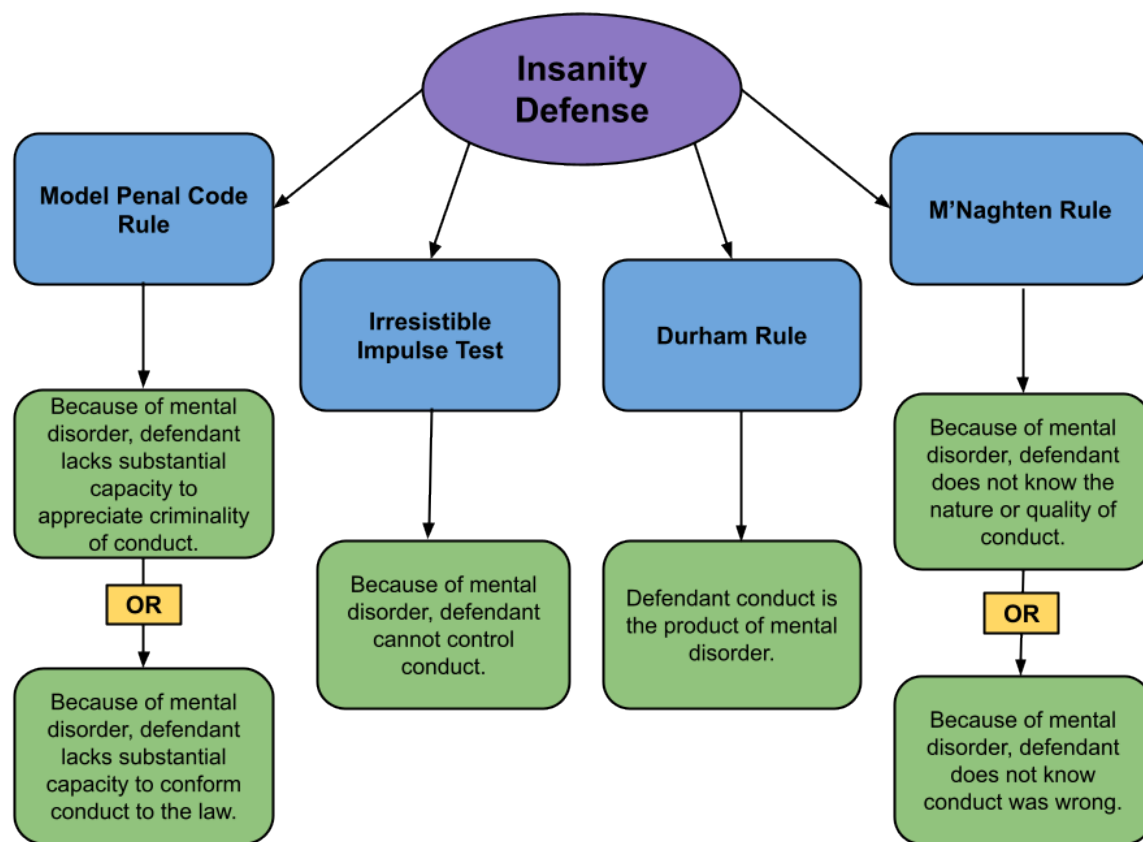 Insanity
Defense
Model Penal Code
Rule
M'Naghten Rule
Irresistible
Impulse Test
Durham Rule
Because of mental
disorder, defendant
lacks substantial
capacity to
appreciate criminality
of conduct.
OR
Because of mental
disorder, defendant
lacks substantial
capacity to conform
conduct to the law.
Because of mental
disorder, defendant
cannot control
conduct.
Defendant conduct is
the product of mental
disorder.
Because of mental
disorder, defendant
does not know the
nature or quality of
conduct.
OR
Because of mental
disorder, defendant
does not know
conduct was wrong.